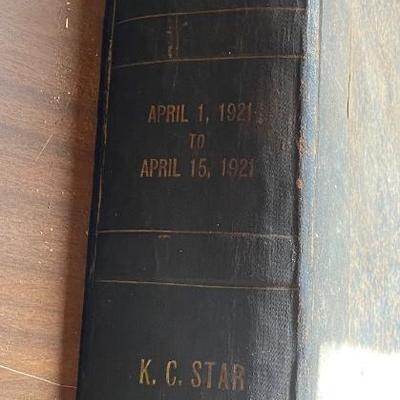 APRIL 1, 1921
TO
APRIL 15, 1921
K. C. STAR